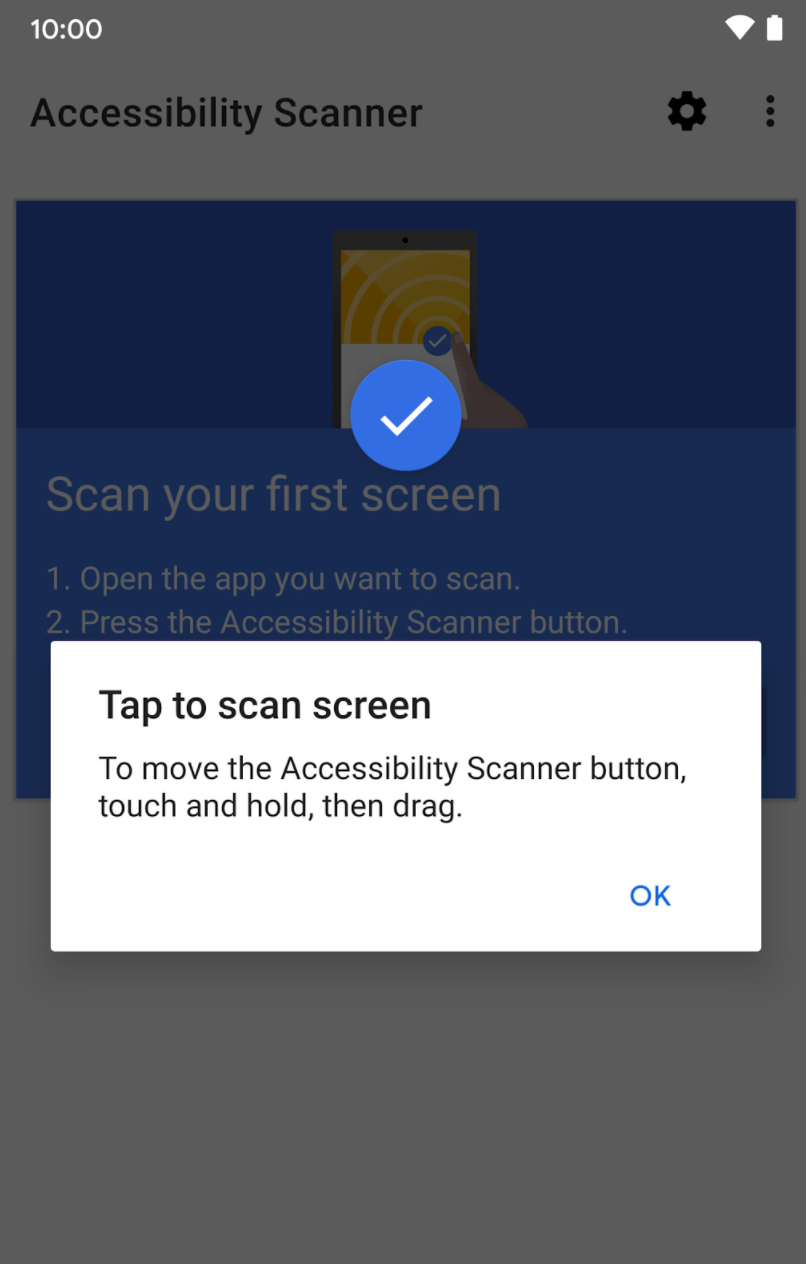 10:00
Accessibility Scanner
Scan your first screen
1. Open the app you want to scan.
2. Press the Accessibility Scanner button.
Tap to scan screen
To move the Accessibility Scanner button,
touch and hold, then drag.
OK